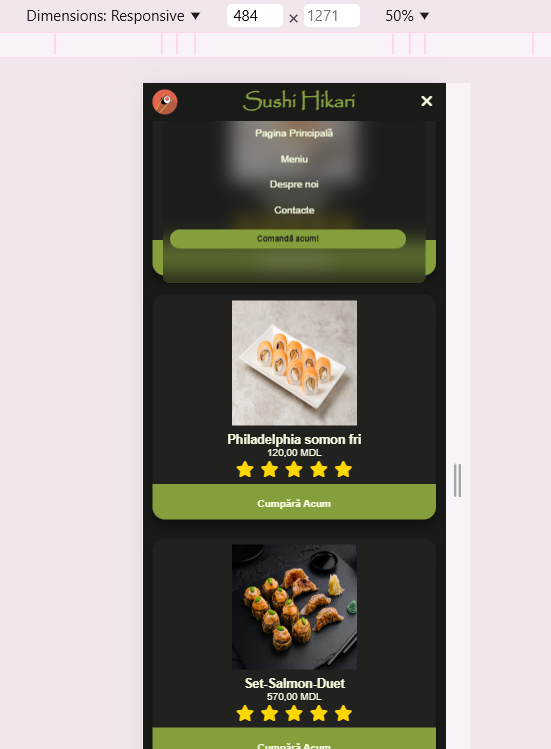 Dimensions: Responsive ▼ 484 × 1271 50% ▼
Sushi Hikari ✕
Pagina Principală
Meniu
Despre noi
Contacte
Comandă acum!
Philadelphia somon fri
120,00 MDL
Cumpără Acum
Set-Salmon-Duet
570,00 MDL
Cumpără Acum